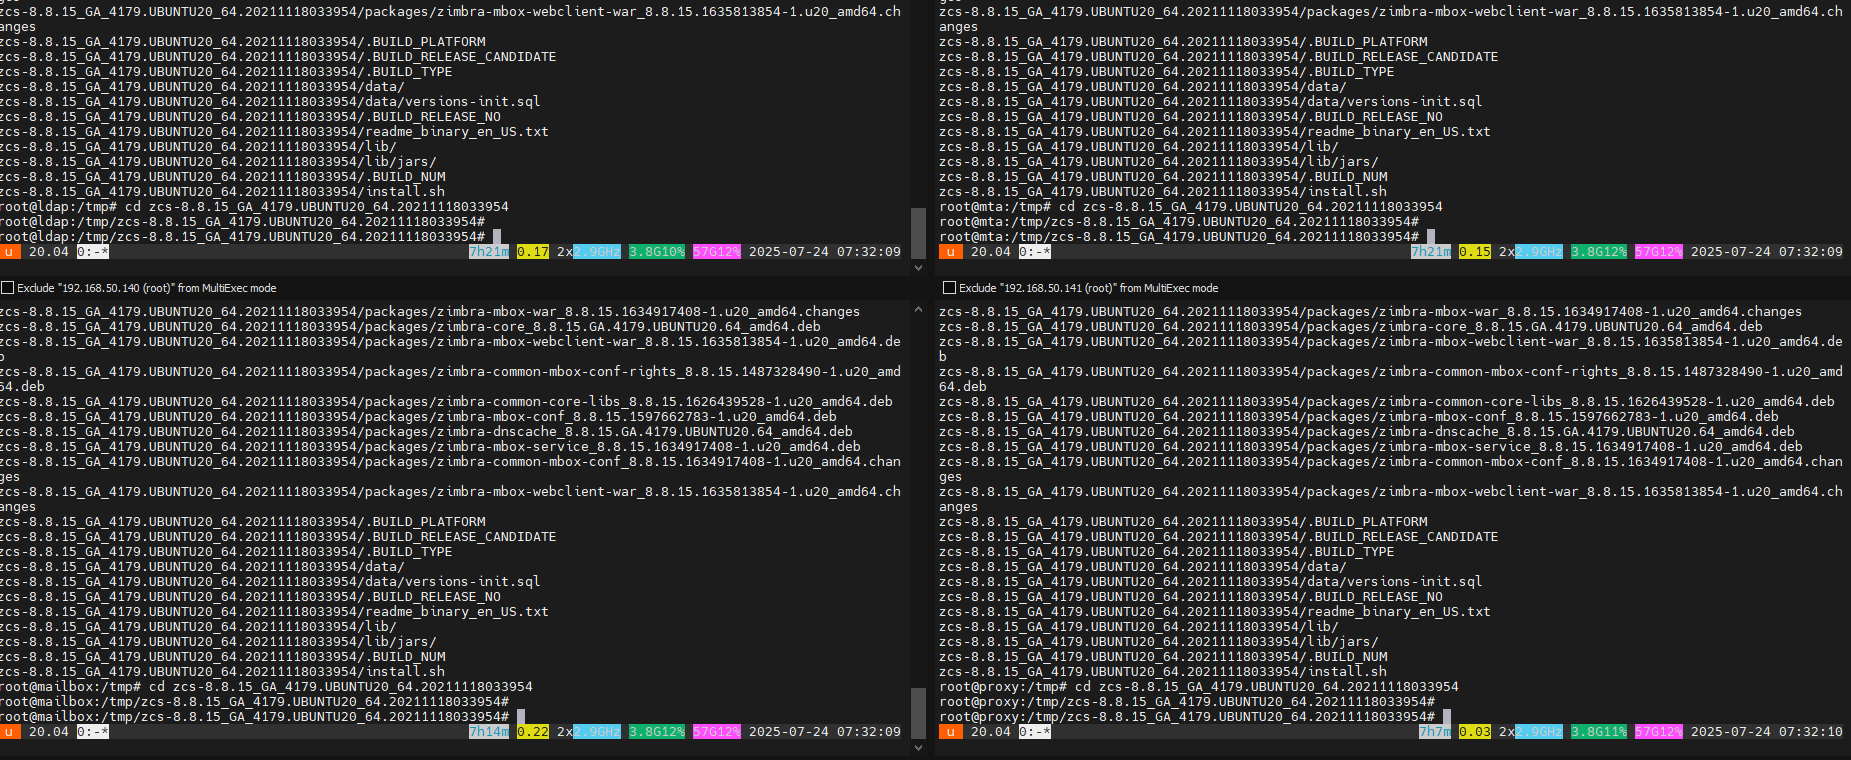 anges
zcs-8.8.15_GA_4179.UBUNTU20_64.20211118033954/packages/zimbra-mbox-webclient-war_8.8.15.1635813854-1.u20_amd64.ch
anges
zcs-8.8.15_GA_4179.UBUNTU20_64.20211118033954/.BUILD_PLATFORM
zcs-8.8.15_GA_4179.UBUNTU20_64.20211118033954/.BUILD_RELEASE_CANDIDATE
zcs-8.8.15_GA_4179.UBUNTU20_64.20211118033954/.BUILD_TYPE
zcs-8.8.15_GA_4179.UBUNTU20_64.20211118033954/data/
zcs-8.8.15_GA_4179.UBUNTU20_64.20211118033954/data/versions-init.sql
zcs-8.8.15_GA_4179.UBUNTU20_64.20211118033954/.BUILD_RELEASE_NO
zcs-8.8.15_GA_4179.UBUNTU20_64.20211118033954/readme_binary_en_US.txt
zcs-8.8.15_GA_4179.UBUNTU20_64.20211118033954/lib/
zcs-8.8.15_GA_4179.UBUNTU20_64.20211118033954/lib/jars/
zcs-8.8.15_GA_4179.UBUNTU20_64.20211118033954/.BUILD_NUM
zcs-8.8.15_GA_4179.UBUNTU20_64.20211118033954/install.sh
root@ldap:/tmp# cd zcs-8.8.15_GA_4179.UBUNTU20_64.20211118033954
root@ldap:/tmp/zcs-8.8.15_GA_4179.UBUNTU20_64.20211118033954#
root@ldap:/tmp/zcs-8.8.15_GA_4179.UBUNTU20_64.20211118033954#
u 20.04 0:-* 7h21m 0.17 2x2.9GHz 3.8G10% 57G12% 2025-07-24 07:32:09
zcs-8.8.15_GA_4179.UBUNTU20_64.20211118033954/packages/zimbra-mbox-webclient-war_8.8.15.1635813854-1.u20_amd64.ch
anges
zcs-8.8.15_GA_4179.UBUNTU20_64.20211118033954/.BUILD_PLATFORM
zcs-8.8.15_GA_4179.UBUNTU20_64.20211118033954/.BUILD_RELEASE_CANDIDATE
zcs-8.8.15_GA_4179.UBUNTU20_64.20211118033954/.BUILD_TYPE
zcs-8.8.15_GA_4179.UBUNTU20_64.20211118033954/data/
zcs-8.8.15_GA_4179.UBUNTU20_64.20211118033954/data/versions-init.sql
zcs-8.8.15_GA_4179.UBUNTU20_64.20211118033954/.BUILD_RELEASE_NO
zcs-8.8.15_GA_4179.UBUNTU20_64.20211118033954/readme_binary_en_US.txt
zcs-8.8.15_GA_4179.UBUNTU20_64.20211118033954/lib/
zcs-8.8.15_GA_4179.UBUNTU20_64.20211118033954/lib/jars/
zcs-8.8.15_GA_4179.UBUNTU20_64.20211118033954/.BUILD_NUM
zcs-8.8.15_GA_4179.UBUNTU20_64.20211118033954/install.sh
root@mta:/tmp# cd zcs-8.8.15_GA_4179.UBUNTU20_64.20211118033954
root@mta:/tmp/zcs-8.8.15_GA_4179.UBUNTU20_64.20211118033954#
root@mta:/tmp/zcs-8.8.15_GA_4179.UBUNTU20_64.20211118033954#
u 20.04 0:-* 7h21m 0.15 2x2.9GHz 3.8G12% 57G12% 2025-07-24 07:32:09
Exclude "192.168.50.140 (root)" from MultiExec mode
zcs-8.8.15_GA_4179.UBUNTU20_64.20211118033954/packages/zimbra-mbox-war_8.8.15.1634917408-1.u20_amd64.changes
zcs-8.8.15_GA_4179.UBUNTU20_64.20211118033954/packages/zimbra-core_8.8.15.GA.4179.UBUNTU20.64_amd64.deb
zcs-8.8.15_GA_4179.UBUNTU20_64.20211118033954/packages/zimbra-mbox-webclient-war_8.8.15.1635813854-1.u20_amd64.de
b
zcs-8.8.15_GA_4179.UBUNTU20_64.20211118033954/packages/zimbra-common-mbox-conf-rights_8.8.15.1487328490-1.u20_amd
64.deb
zcs-8.8.15_GA_4179.UBUNTU20_64.20211118033954/packages/zimbra-common-core-libs_8.8.15.1626439528-1.u20_amd64.deb
zcs-8.8.15_GA_4179.UBUNTU20_64.20211118033954/packages/zimbra-mbox-conf_8.8.15.1597662783-1.u20_amd64.deb
zcs-8.8.15_GA_4179.UBUNTU20_64.20211118033954/packages/zimbra-dnscache_8.8.15.GA.4179.UBUNTU20.64_amd64.deb
zcs-8.8.15_GA_4179.UBUNTU20_64.20211118033954/packages/zimbra-mbox-service_8.8.15.1634917408-1.u20_amd64.deb
zcs-8.8.15_GA_4179.UBUNTU20_64.20211118033954/packages/zimbra-common-mbox-conf_8.8.15.1634917408-1.u20_amd64.chan
ges
zcs-8.8.15_GA_4179.UBUNTU20_64.20211118033954/packages/zimbra-mbox-webclient-war_8.8.15.1635813854-1.u20_amd64.ch
anges
zcs-8.8.15_GA_4179.UBUNTU20_64.20211118033954/.BUILD_PLATFORM
zcs-8.8.15_GA_4179.UBUNTU20_64.20211118033954/.BUILD_RELEASE_CANDIDATE
zcs-8.8.15_GA_4179.UBUNTU20_64.20211118033954/.BUILD_TYPE
zcs-8.8.15_GA_4179.UBUNTU20_64.20211118033954/data/
zcs-8.8.15_GA_4179.UBUNTU20_64.20211118033954/data/versions-init.sql
zcs-8.8.15_GA_4179.UBUNTU20_64.20211118033954/.BUILD_RELEASE_NO
zcs-8.8.15_GA_4179.UBUNTU20_64.20211118033954/readme_binary_en_US.txt
zcs-8.8.15_GA_4179.UBUNTU20_64.20211118033954/lib/
zcs-8.8.15_GA_4179.UBUNTU20_64.20211118033954/lib/jars/
zcs-8.8.15_GA_4179.UBUNTU20_64.20211118033954/.BUILD_NUM
zcs-8.8.15_GA_4179.UBUNTU20_64.20211118033954/install.sh
root@mailbox:/tmp# cd zcs-8.8.15_GA_4179.UBUNTU20_64.20211118033954
root@mailbox:/tmp/zcs-8.8.15_GA_4179.UBUNTU20_64.20211118033954#
root@mailbox:/tmp/zcs-8.8.15_GA_4179.UBUNTU20_64.20211118033954#
u 20.04 0:-* 7h14m 0.22 2x2.9GHz 3.8G12% 57G12% 2025-07-24 07:32:09
Exclude "192.168.50.141 (root)" from MultiExec mode
zcs-8.8.15_GA_4179.UBUNTU20_64.20211118033954/packages/zimbra-mbox-war_8.8.15.1634917408-1.u20_amd64.changes
zcs-8.8.15_GA_4179.UBUNTU20_64.20211118033954/packages/zimbra-core_8.8.15.GA.4179.UBUNTU20.64_amd64.deb
zcs-8.8.15_GA_4179.UBUNTU20_64.20211118033954/packages/zimbra-mbox-webclient-war_8.8.15.1635813854-1.u20_amd64.de
b
zcs-8.8.15_GA_4179.UBUNTU20_64.20211118033954/packages/zimbra-common-mbox-conf-rights_8.8.15.1487328490-1.u20_amd
64.deb
zcs-8.8.15_GA_4179.UBUNTU20_64.20211118033954/packages/zimbra-common-core-libs_8.8.15.1626439528-1.u20_amd64.deb
zcs-8.8.15_GA_4179.UBUNTU20_64.20211118033954/packages/zimbra-mbox-conf_8.8.15.1597662783-1.u20_amd64.deb
zcs-8.8.15_GA_4179.UBUNTU20_64.20211118033954/packages/zimbra-dnscache_8.8.15.GA.4179.UBUNTU20.64_amd64.deb
zcs-8.8.15_GA_4179.UBUNTU20_64.20211118033954/packages/zimbra-mbox-service_8.8.15.1634917408-1.u20_amd64.deb
zcs-8.8.15_GA_4179.UBUNTU20_64.20211118033954/packages/zimbra-common-mbox-conf_8.8.15.1634917408-1.u20_amd64.chan
ges
zcs-8.8.15_GA_4179.UBUNTU20_64.20211118033954/packages/zimbra-mbox-webclient-war_8.8.15.1635813854-1.u20_amd64.ch
anges
zcs-8.8.15_GA_4179.UBUNTU20_64.20211118033954/.BUILD_PLATFORM
zcs-8.8.15_GA_4179.UBUNTU20_64.20211118033954/.BUILD_RELEASE_CANDIDATE
zcs-8.8.15_GA_4179.UBUNTU20_64.20211118033954/.BUILD_TYPE
zcs-8.8.15_GA_4179.UBUNTU20_64.20211118033954/data/
zcs-8.8.15_GA_4179.UBUNTU20_64.20211118033954/data/versions-init.sql
zcs-8.8.15_GA_4179.UBUNTU20_64.20211118033954/.BUILD_RELEASE_NO
zcs-8.8.15_GA_4179.UBUNTU20_64.20211118033954/readme_binary_en_US.txt
zcs-8.8.15_GA_4179.UBUNTU20_64.20211118033954/lib/
zcs-8.8.15_GA_4179.UBUNTU20_64.20211118033954/lib/jars/
zcs-8.8.15_GA_4179.UBUNTU20_64.20211118033954/.BUILD_NUM
zcs-8.8.15_GA_4179.UBUNTU20_64.20211118033954/install.sh
root@proxy:/tmp# cd zcs-8.8.15_GA_4179.UBUNTU20_64.20211118033954
root@proxy:/tmp/zcs-8.8.15_GA_4179.UBUNTU20_64.20211118033954#
root@proxy:/tmp/zcs-8.8.15_GA_4179.UBUNTU20_64.20211118033954#
u 20.04 0:-* 7h7m 0.03 2x2.9GHz 3.8G11% 57G12% 2025-07-24 07:32:10